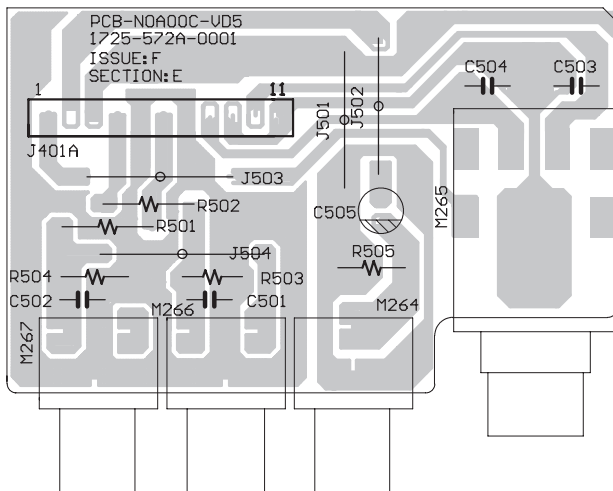 PCB-NOA00C-VD5
1725-572A-0001
ISSUE:F
SECTION:E
1
11
C504
C503
J501
J502
J401A
J503
R502
C505
M265
R501
J504
R505
R504
R503
C502
M266
C501
M264
M267